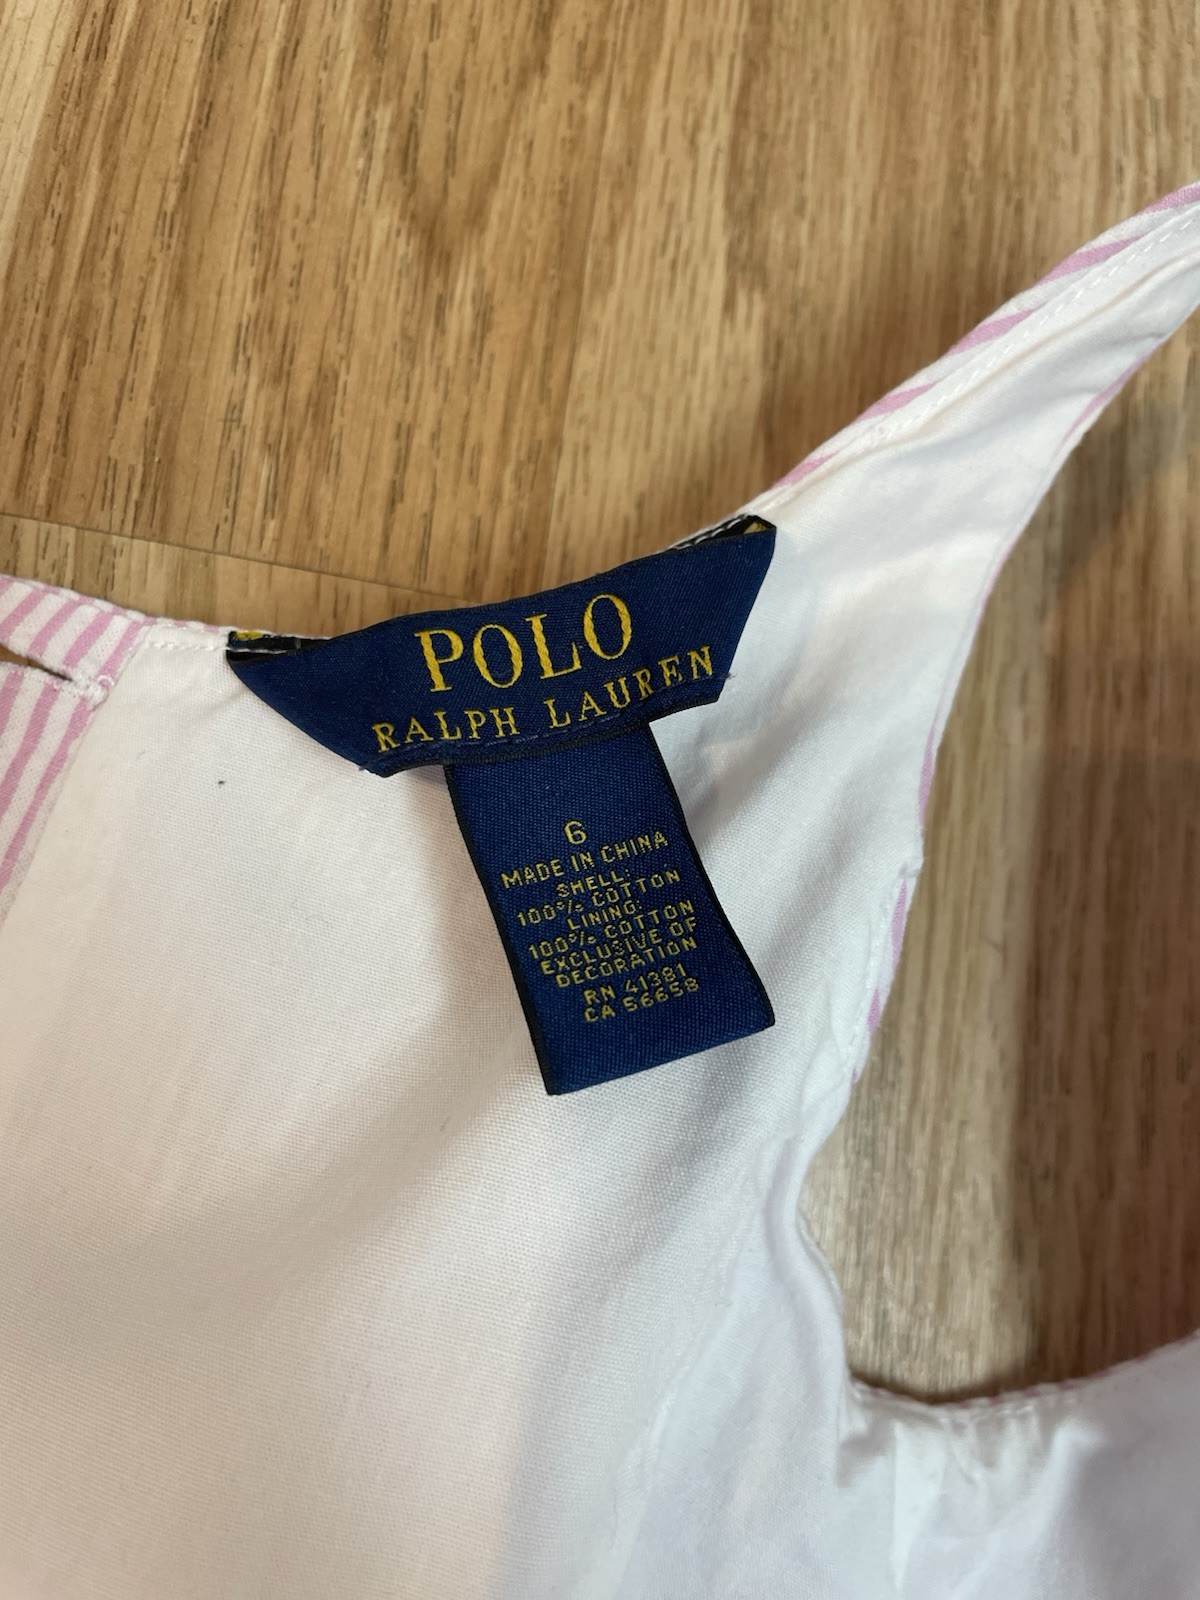 POLO
RALPH LAUREN
6
MADE IN CHINA
SHELL:
100% COTTON
LINING:
100% COTTON
EXCLUSIVE OF
DECORATION
RN 41381
CA 56658